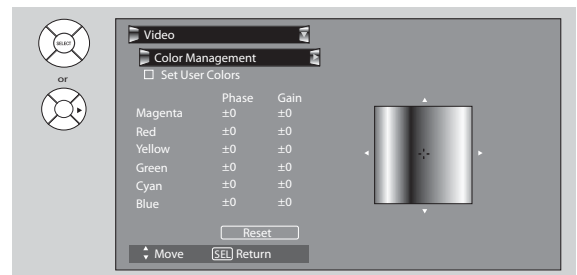 SELECT
or
Video
Color Management
Set User Colors
Phase Gain
Magenta ±0 ±0
Red ±0 ±0
Yellow ±0 ±0
Green ±0 ±0
Cyan ±0 ±0
Blue ±0 ±0
Reset
Move SEL Return